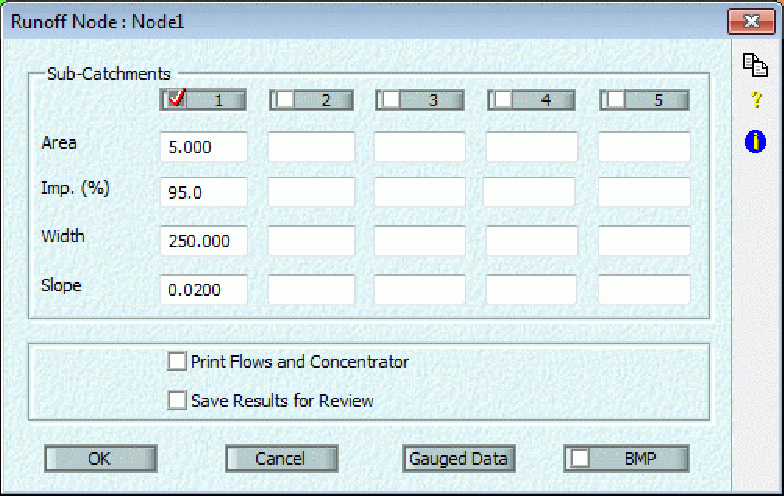 Runoff Node : Node1
Sub-Catchments
1 2 3 4 5
Area 5.000
Imp. (%) 95.0
Width 250.000
Slope 0.0200
Print Flows and Concentrator
Save Results for Review
OK Cancel Gauged Data BMP